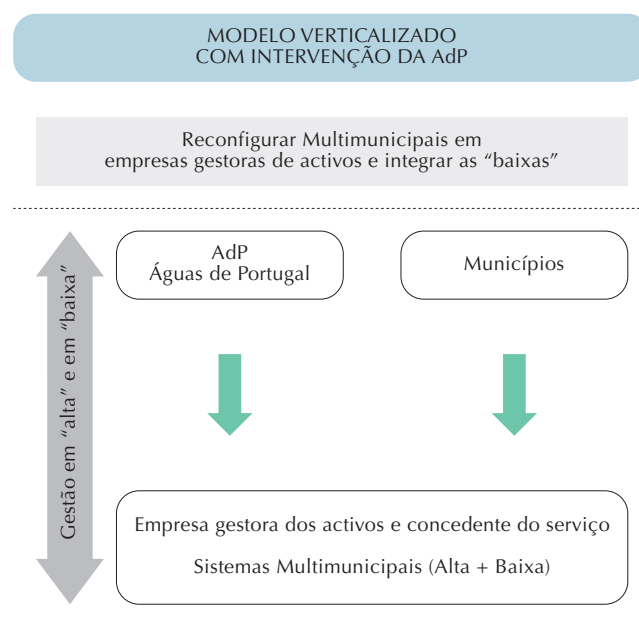 MODELO VERTICALIZADO
COM INTERVENÇÃO DA AdP
Reconfigurar Multimunicipais em
empresas gestoras de activos e integrar as “baixas”
Gestão em “alta” e em “baixa”
AdP
Águas de Portugal
Municípios
Empresa gestora dos activos e concedente do serviço
Sistemas Multimunicipais (Alta + Baixa)